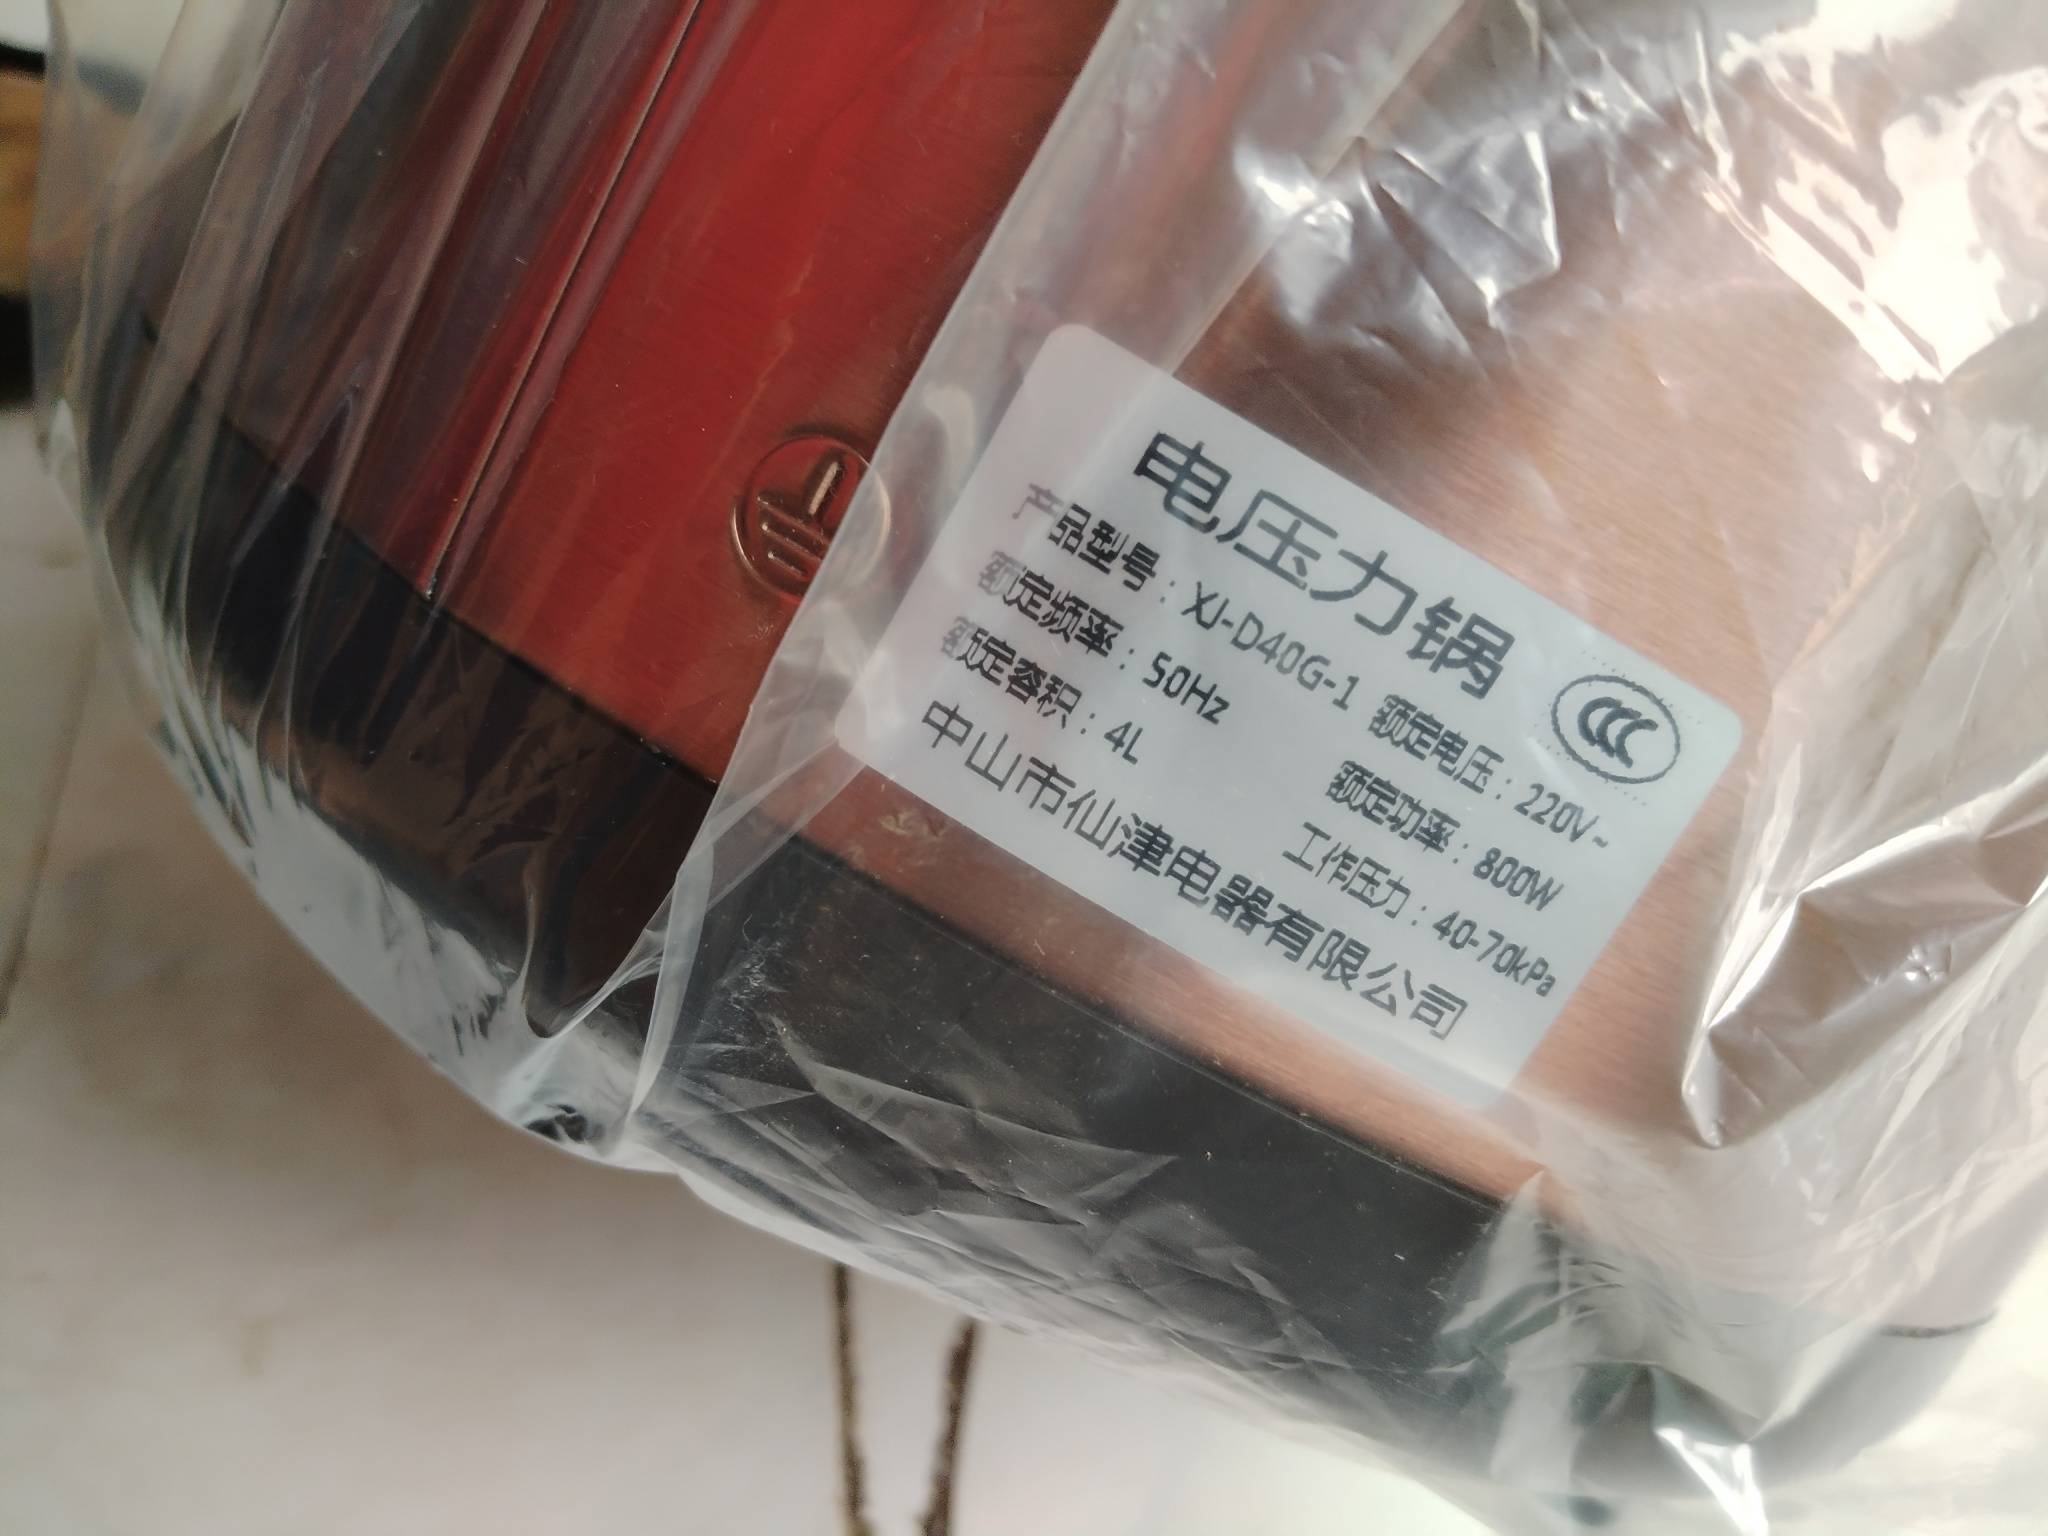 电压力锅
CCC
产品型号：XJ-D40G-1 额定电压：220V~
额定频率：50Hz 额定功率：800W
额定容积：4L 工作压力：40-70kPa
中山市仙津电器有限公司